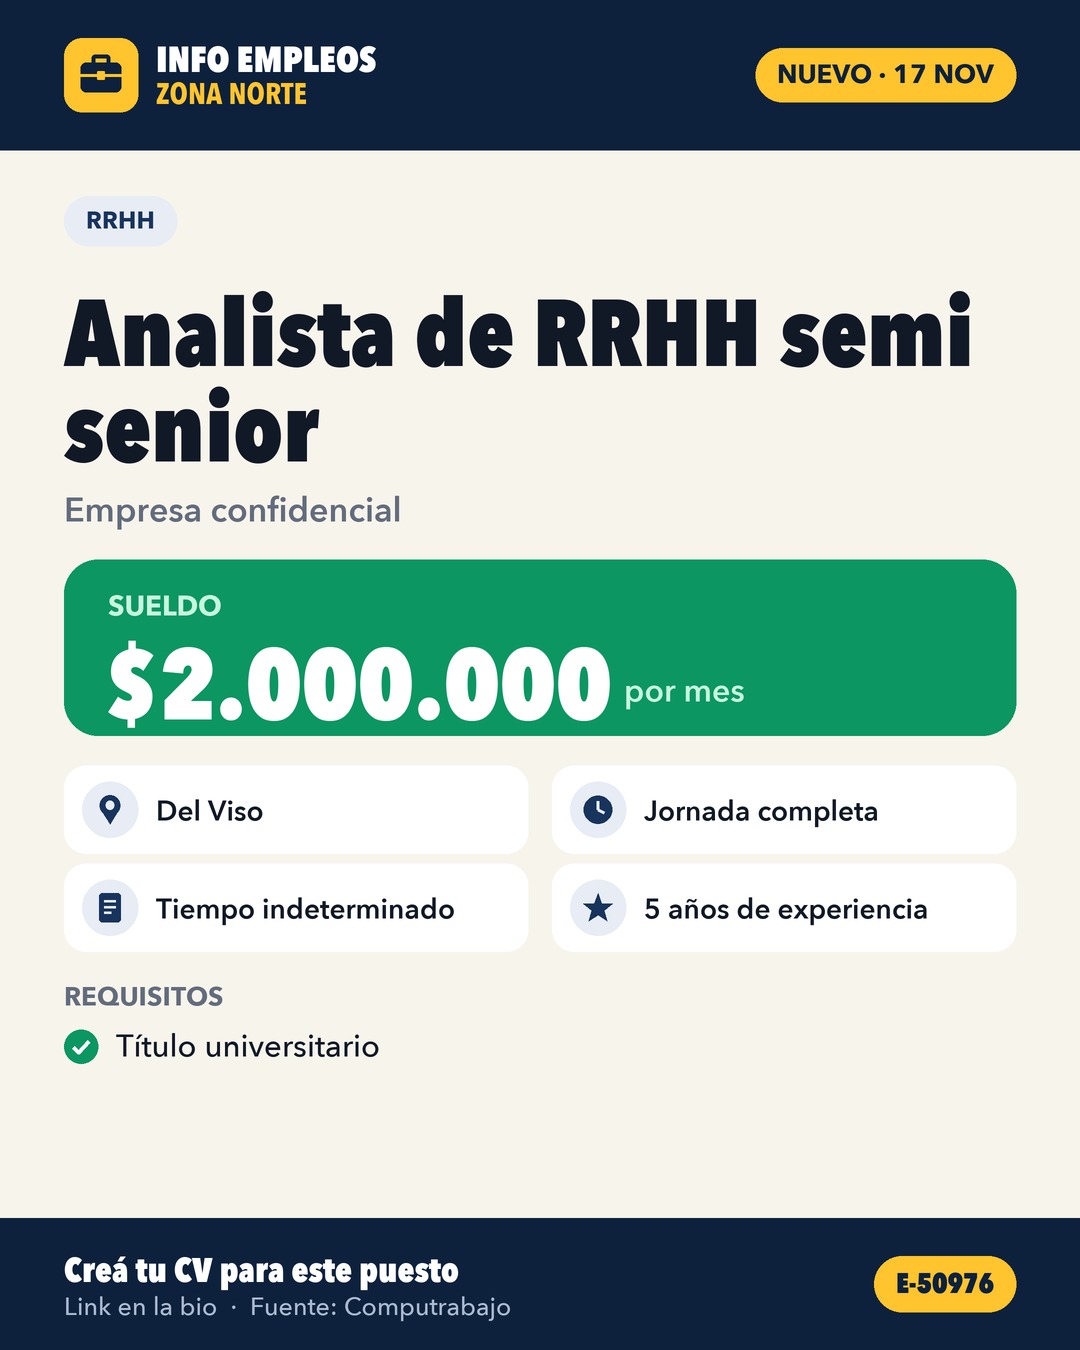 INFO EMPLEOS
ZONA NORTE
NUEVO · 17 NOV
RRHH
Analista de RRHH semi
senior
Empresa confidencial
SUELDO
$2.000.000 por mes
Del Viso
Jornada completa
Tiempo indeterminado
5 años de experiencia
REQUISITOS
Título universitario
Creá tu CV para este puesto
Link en la bio · Fuente: Computrabajo
E-50976